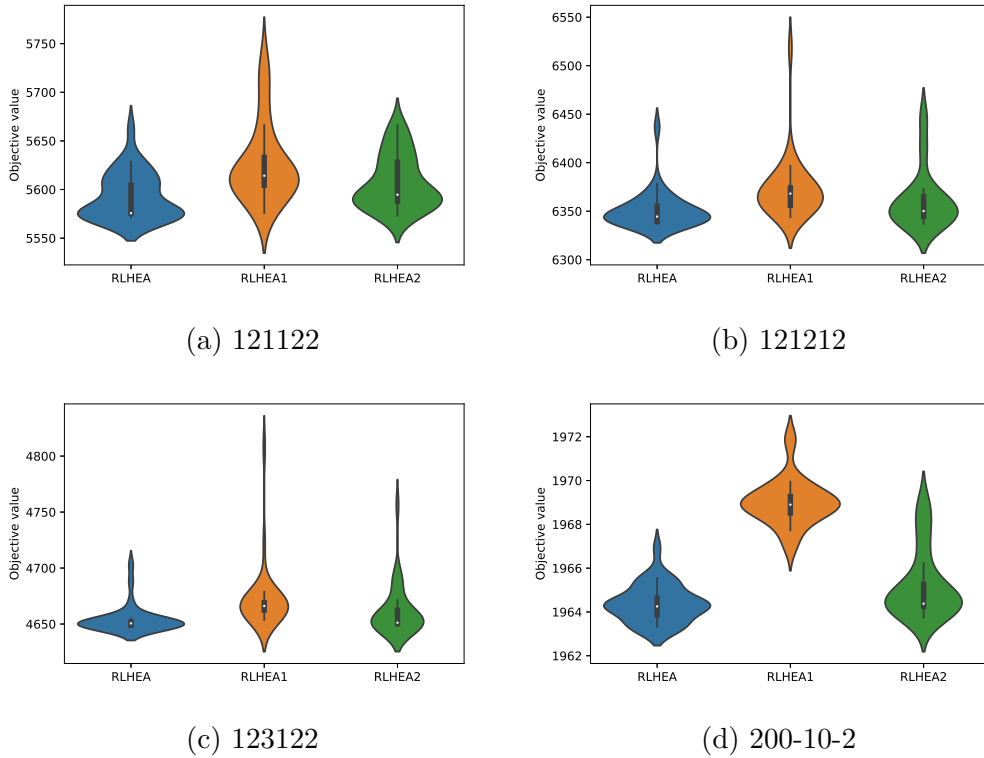 5750
5700
5650
5600
5550
Objective value
RLHEA RLHEA1 RLHEA2
(a) 121122
6550
6500
6450
6400
6350
6300
Objective value
RLHEA RLHEA1 RLHEA2
(b) 121212
4800
4750
4700
4650
Objective value
RLHEA RLHEA1 RLHEA2
(c) 123122
1972
1970
1968
1966
1964
1962
Objective value
RLHEA RLHEA1 RLHEA2
(d) 200-10-2